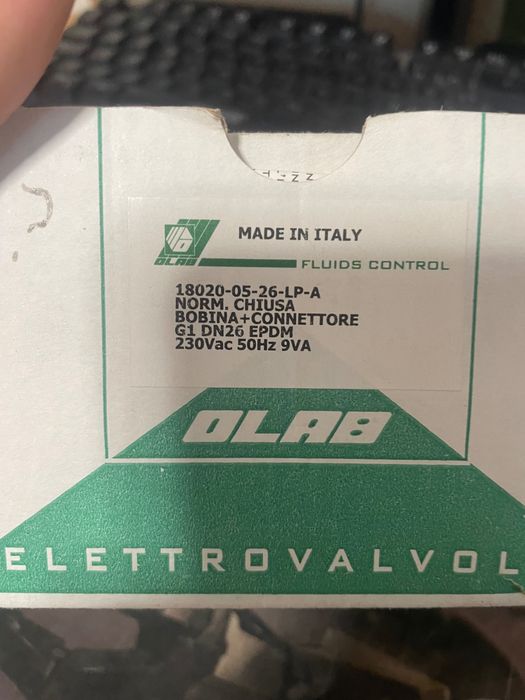 MADE IN ITALY
OLAB
FLUIDS CONTROL
18020-05-26-LP-A
NORM. CHIUSA
BOBINA+CONNETTORE
G1 DN26 EPDM
230Vac 50Hz 9VA
OLAB
ELETTROVALVOL